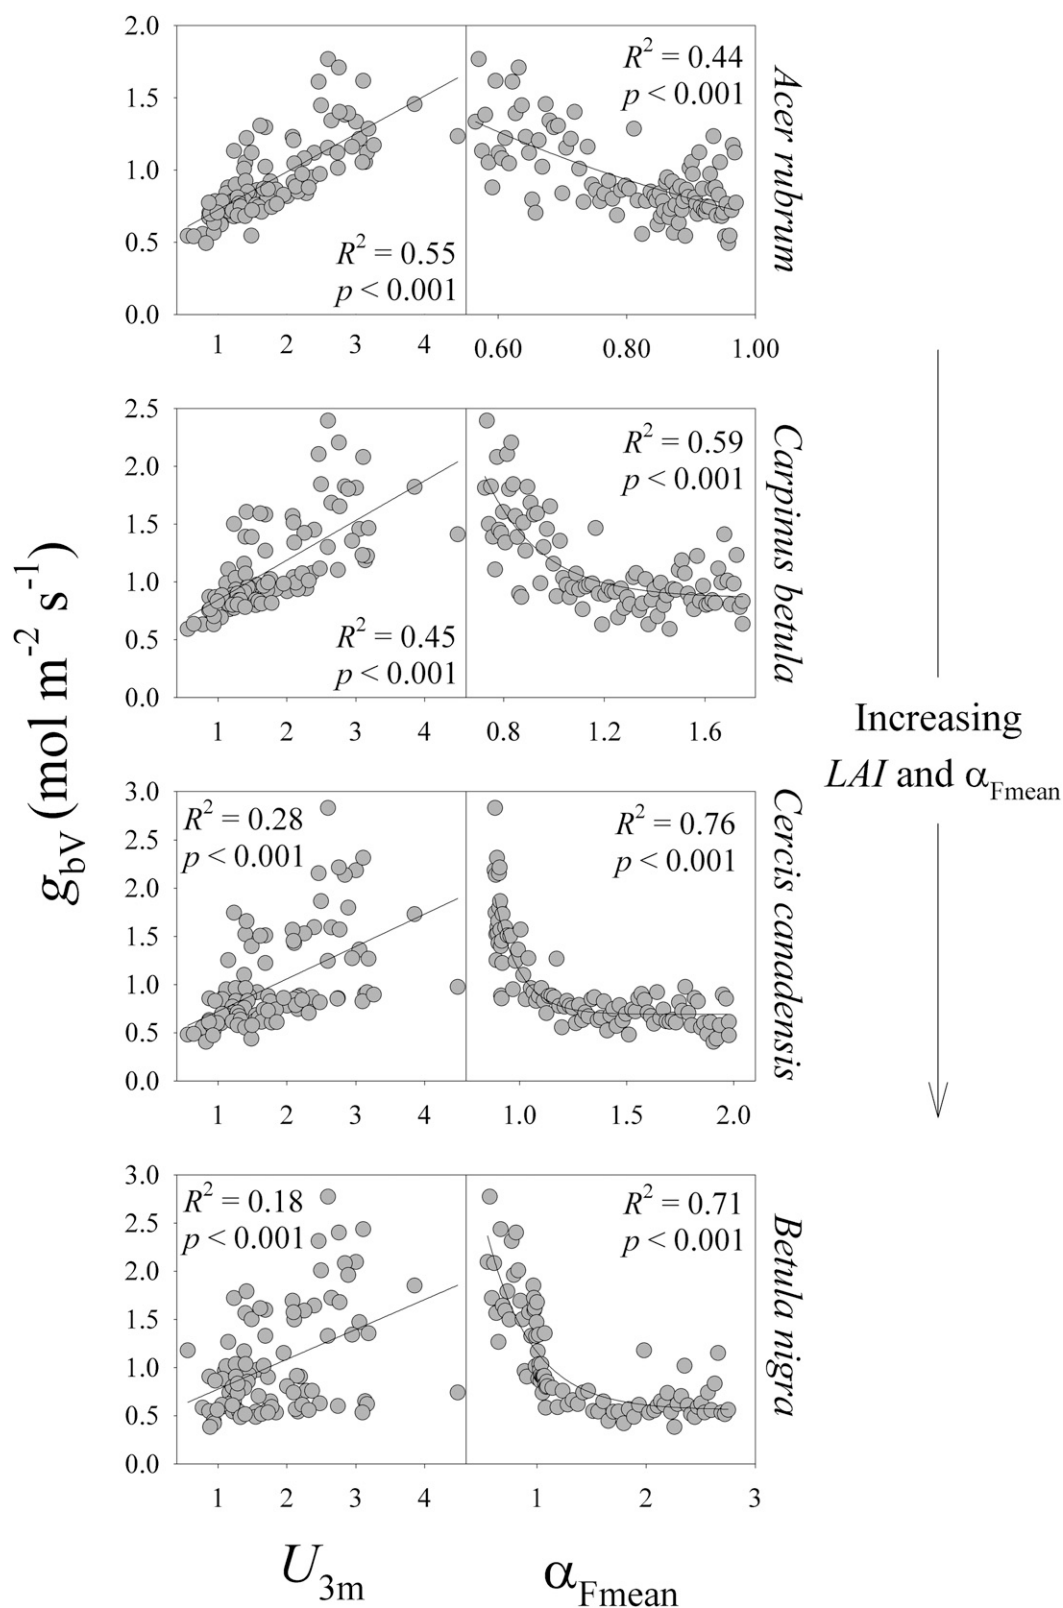 2.0
1.5
1.0
0.5
0.0
R² = 0.55
p < 0.001
R² = 0.44
p < 0.001
Acer rubrum
1 2 3 4
0.60 0.80 1.00
2.5
2.0
1.5
1.0
0.5
0.0
R² = 0.45
p < 0.001
R² = 0.59
p < 0.001
Carpinus betula
1 2 3 4
0.8 1.2 1.6
3.0
2.5
2.0
1.5
1.0
0.5
0.0
R² = 0.28
p < 0.001
R² = 0.76
p < 0.001
Cercis canadensis
1 2 3 4
1.0 1.5 2.0
3.0
2.5
2.0
1.5
1.0
0.5
0.0
R² = 0.18
p < 0.001
R² = 0.71
p < 0.001
Betula nigra
1 2 3 4
1 2 3
g_bV (mol m⁻² s⁻¹)
U_3m
α_Fmean
Increasing
LAI and α_Fmean